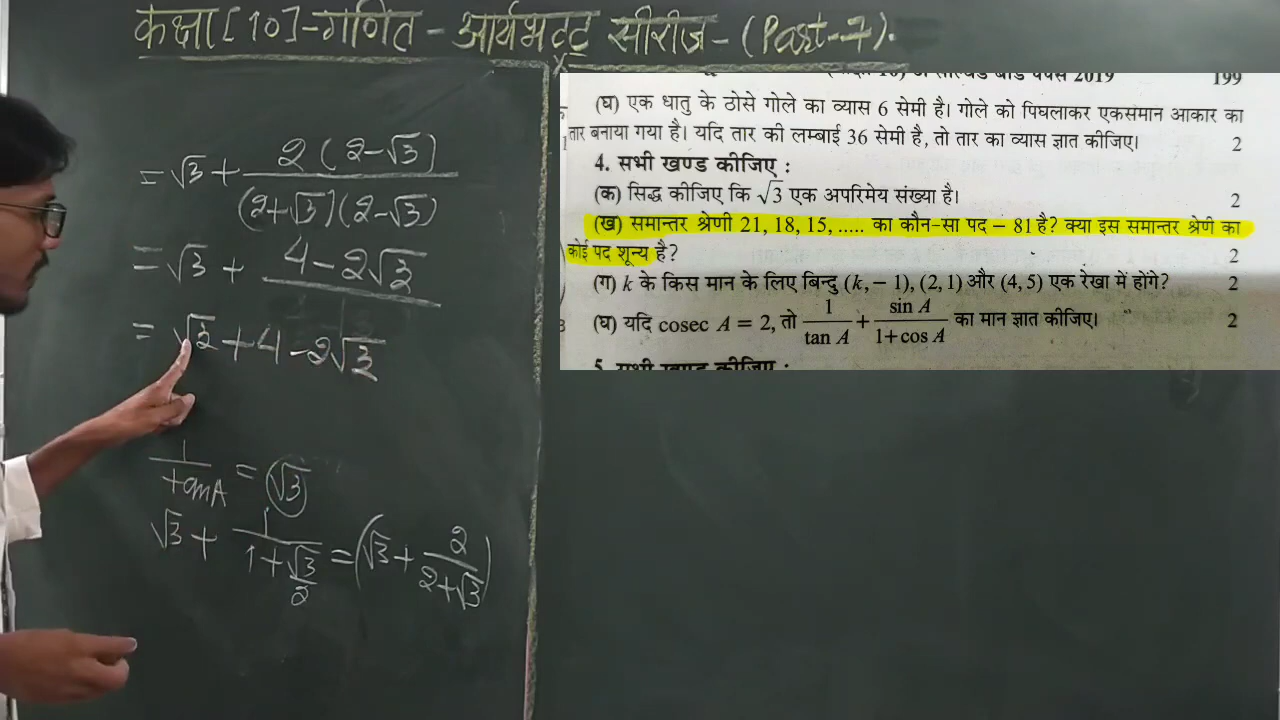 कक्षा [10]-गणित - आर्यभट्ट सीरीज - (Part-7).
= √3 + 2(2-√3) / (2+√3)(2-√3)
= √3 + 4-2√3
= √3 + 4 - 2√3
1/tanA = √3
√3 + 1/1+√3/2 = (√3 + 2/2+√3)
2019 199
(घ) एक धातु के ठोसे गोले का व्यास 6 सेमी है। गोले को पिघलाकर एकसमान आकार का
तार बनाया गया है। यदि तार की लम्बाई 36 सेमी है, तो तार का व्यास ज्ञात कीजिए। 2
4. सभी खण्ड कीजिए :
(क) सिद्ध कीजिए कि √3 एक अपरिमेय संख्या है। 2
(ख) समान्तर श्रेणी 21, 18, 15, ..... का कौन-सा पद – 81 है? क्या इस समान्तर श्रेणी का
कोई पद शून्य है? 2
(ग) k के किस मान के लिए बिन्दु (k, – 1), (2, 1) और (4, 5) एक रेखा में होंगे? 2
(घ) यदि cosec A = 2, तो 1/tan A + sin A/1+cos A का मान ज्ञात कीजिए। 2
5. सभी खण्ड कीजिए :